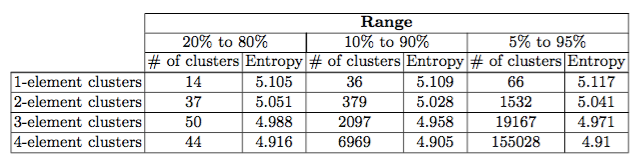 Range
20% to 80% 10% to 90% 5% to 95%
# of clusters Entropy # of clusters Entropy # of clusters Entropy
1-element clusters 14 5.105 36 5.109 66 5.117
2-element clusters 37 5.051 379 5.028 1532 5.041
3-element clusters 50 4.988 2097 4.958 19167 4.971
4-element clusters 44 4.916 6969 4.905 155028 4.91